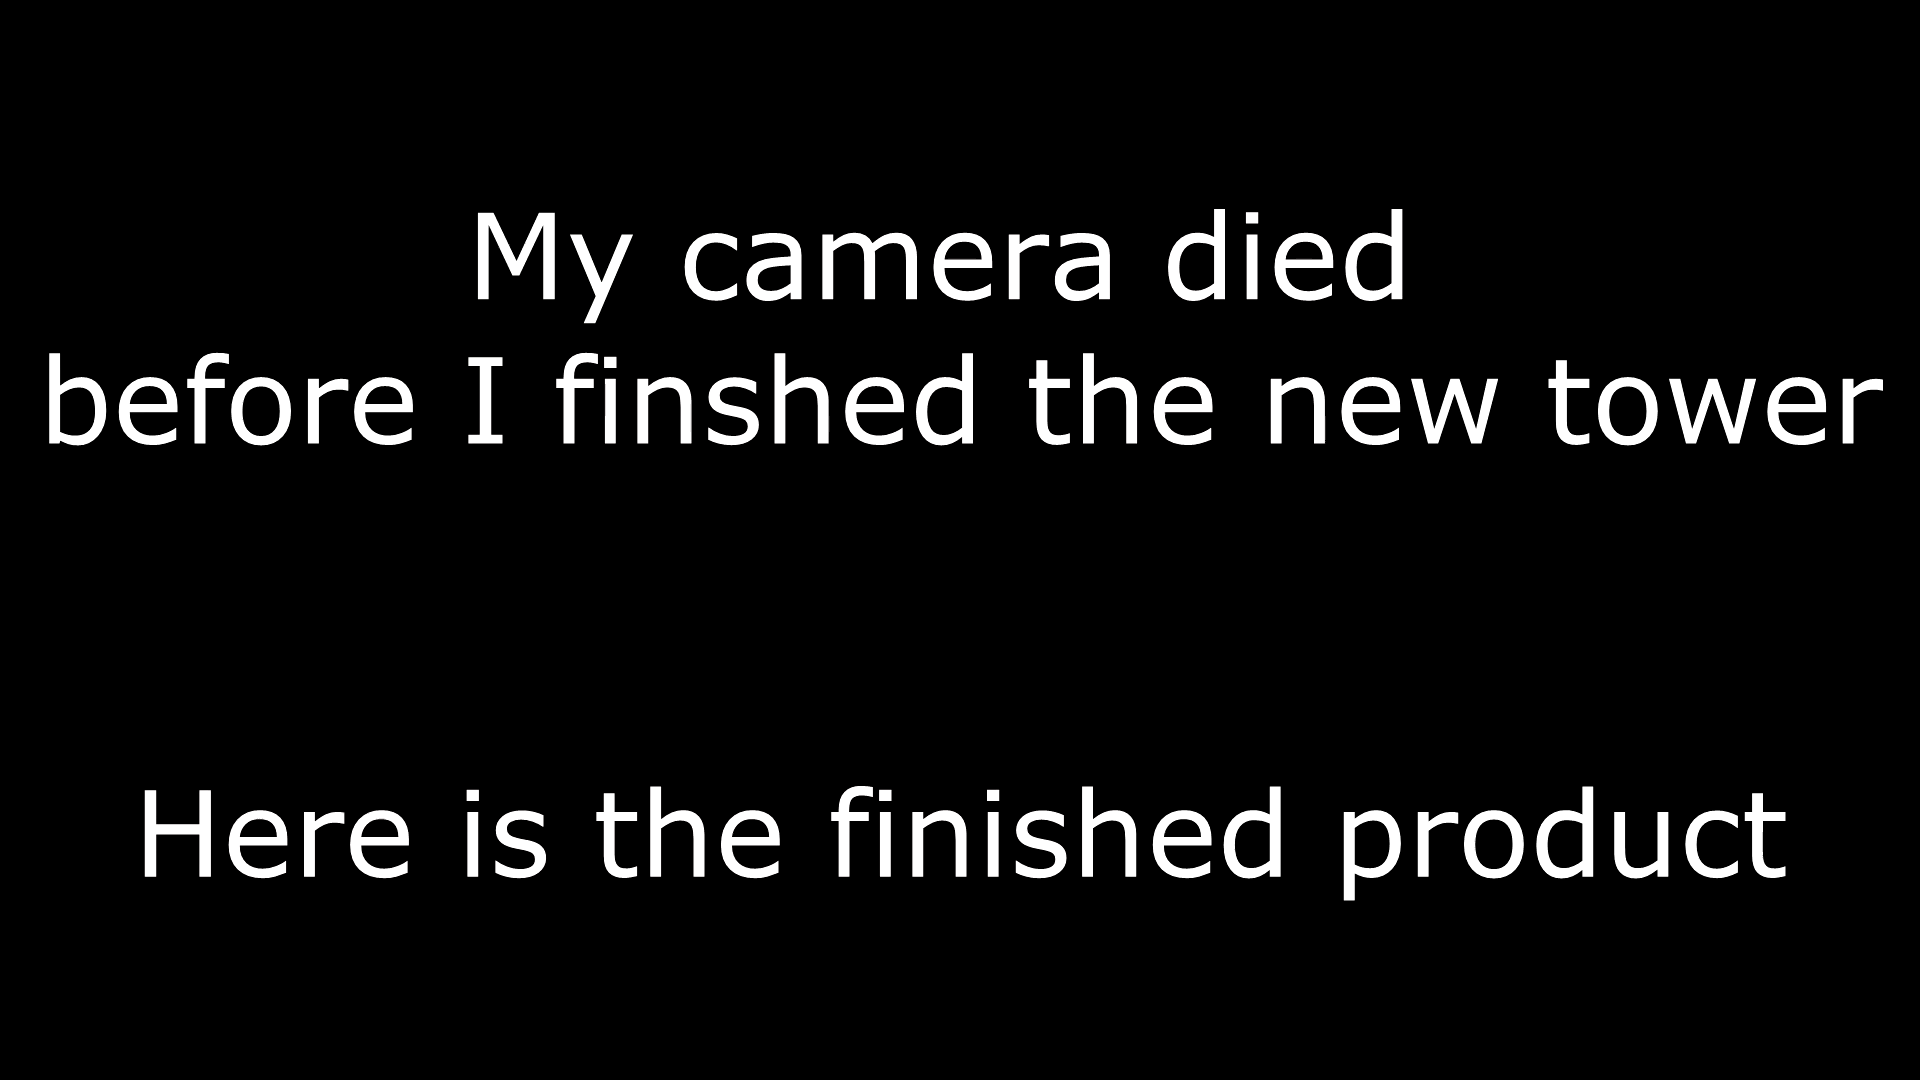 My camera died
before I finshed the new tower
Here is the finished product